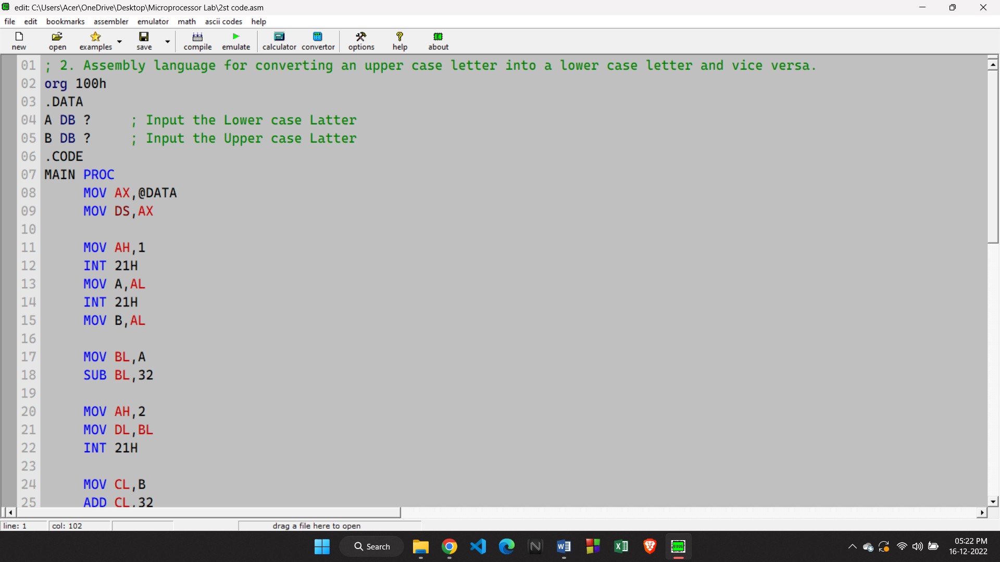 edit: C:\Users\Acer\OneDrive\Desktop\Microprocessor Lab\2st code.asm
file edit bookmarks assembler emulator math ascii codes help
new open examples save compile emulate calculator convertor options help about
01 ; 2. Assembly language for converting an upper case letter into a lower case letter and vice versa.
02 org 100h
03 .DATA
04 A DB ? ; Input the Lower case Latter
05 B DB ? ; Input the Upper case Latter
06 .CODE
07 MAIN PROC
08 MOV AX,@DATA
09 MOV DS,AX
10
11 MOV AH,1
12 INT 21H
13 MOV A,AL
14 INT 21H
15 MOV B,AL
16
17 MOV BL,A
18 SUB BL,32
19
20 MOV AH,2
21 MOV DL,BL
22 INT 21H
23
24 MOV CL,B
25 ADD CL,32
line: 1 col: 102 drag a file here to open
Search
05:22 PM
16-12-2022